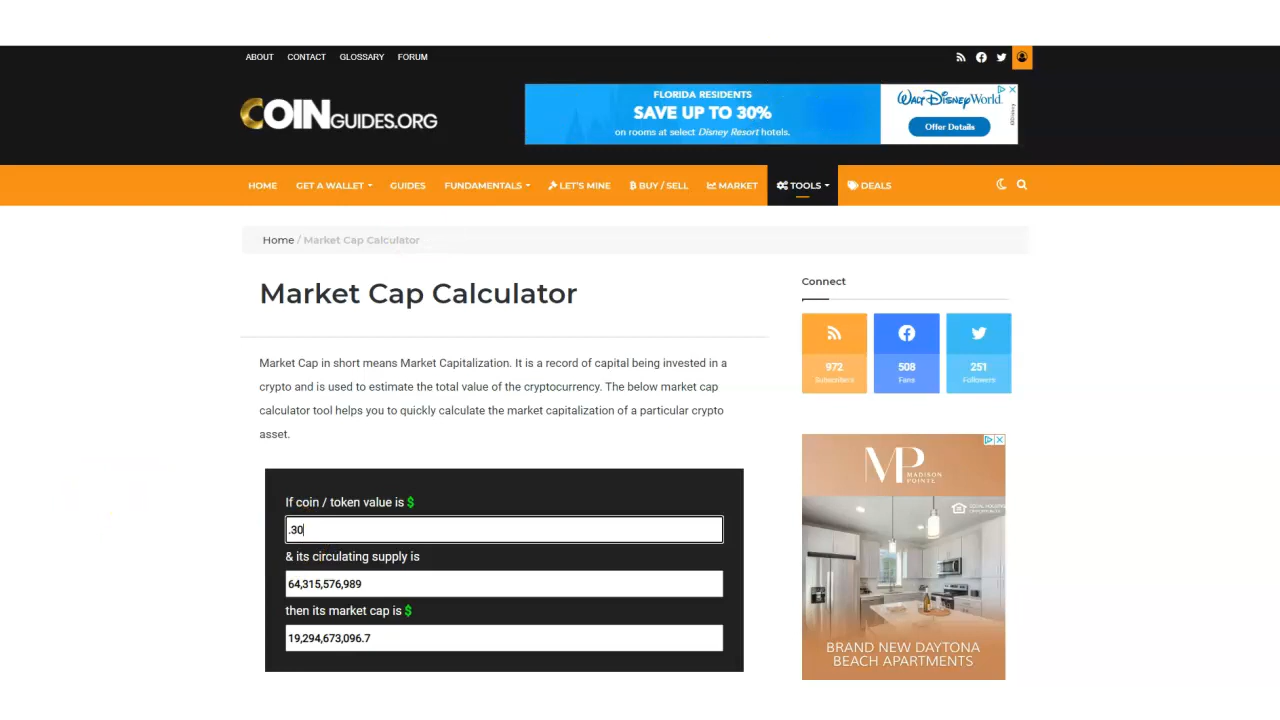 ABOUT CONTACT GLOSSARY FORUM
COINGUIDES.ORG
FLORIDA RESIDENTS
SAVE UP TO 30%
on rooms at select Disney Resort hotels.
Walt Disney World.
Offer Details
©Disney
HOME GET A WALLET GUIDES FUNDAMENTALS LET'S MINE BUY / SELL MARKET TOOLS DEALS
Home / Market Cap Calculator
Market Cap Calculator
Market Cap in short means Market Capitalization. It is a record of capital being invested in a
crypto and is used to estimate the total value of the cryptocurrency. The below market cap
calculator tool helps you to quickly calculate the market capitalization of a particular crypto
asset.
If coin / token value is $
.30
& its circulating supply is
64,315,576,989
then its market cap is $
19,294,673,096.7
Connect
972
Subscribers
508
Fans
251
Followers
MP MADISON
POINTE
BRAND NEW DAYTONA
BEACH APARTMENTS